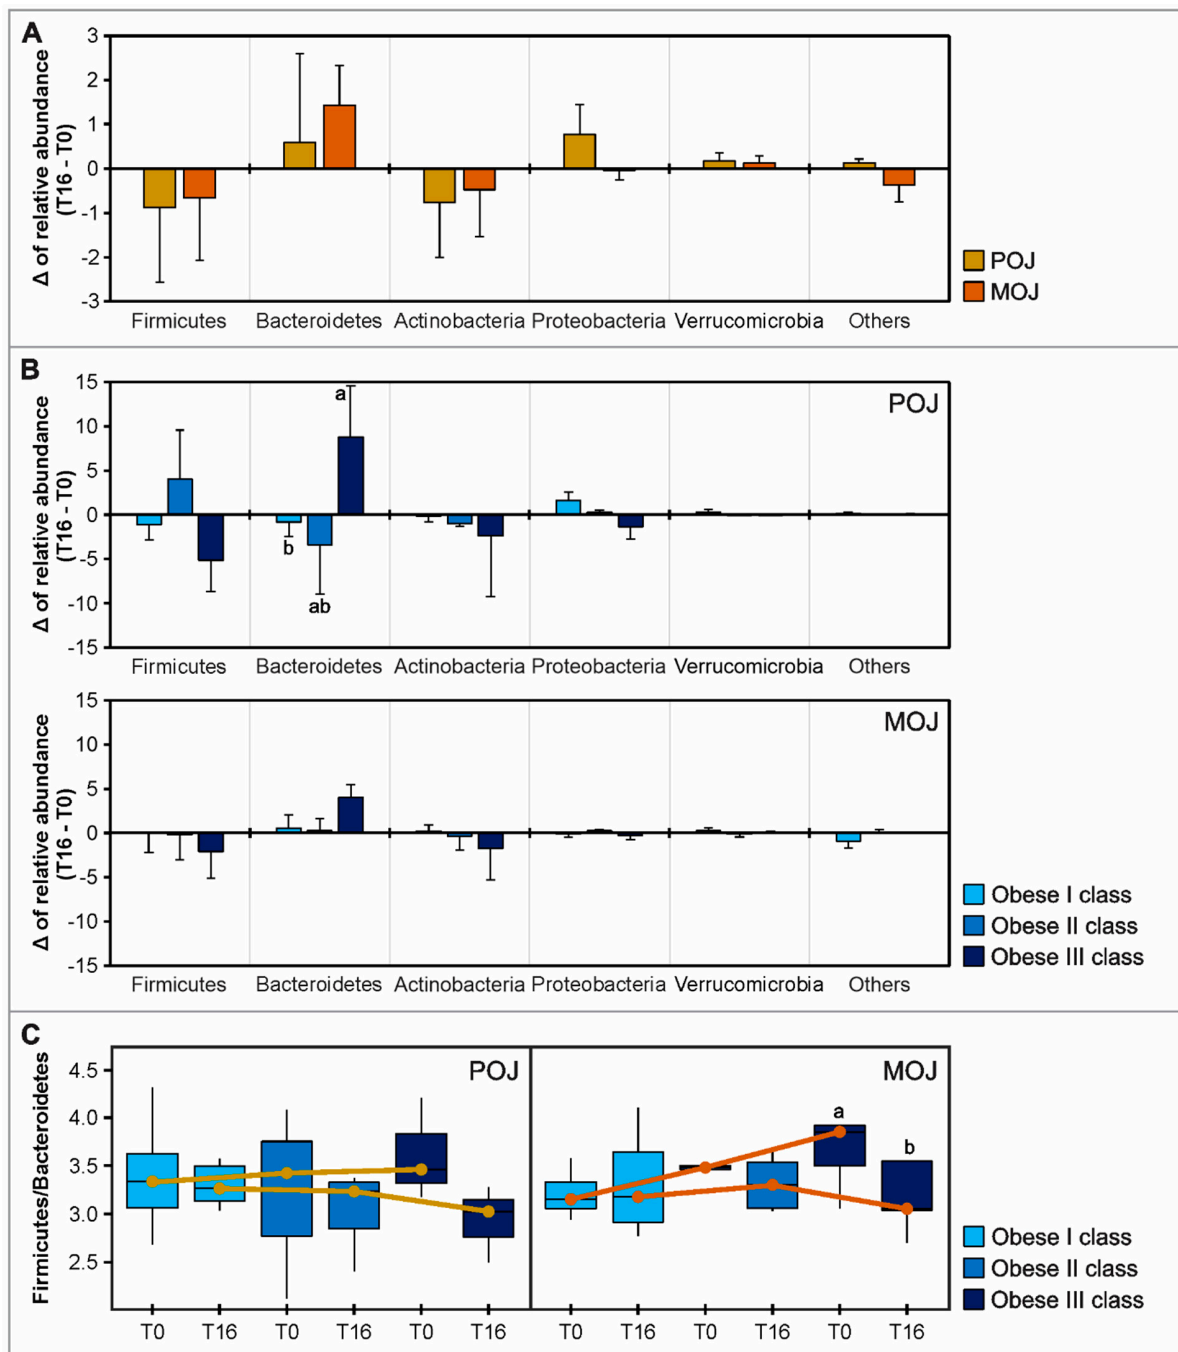 A
Δ of relative abundance
(T16 - T0)
3
2
1
0
-1
-2
-3
Firmicutes Bacteroidetes Actinobacteria Proteobacteria Verrucomicrobia Others
POJ
MOJ
B
Δ of relative abundance
(T16 - T0)
15
10
5
0
-5
-10
-15
POJ
a
b
ab
Firmicutes Bacteroidetes Actinobacteria Proteobacteria Verrucomicrobia Others
Δ of relative abundance
(T16 - T0)
15
10
5
0
-5
-10
-15
MOJ
Firmicutes Bacteroidetes Actinobacteria Proteobacteria Verrucomicrobia Others
Obese I class
Obese II class
Obese III class
C
Firmicutes/Bacteroidetes
4.5
4.0
3.5
3.0
2.5
POJ
MOJ
a
b
T0 T16 T0 T16 T0 T16 T0 T16 T0 T16 T0 T16
Obese I class
Obese II class
Obese III class